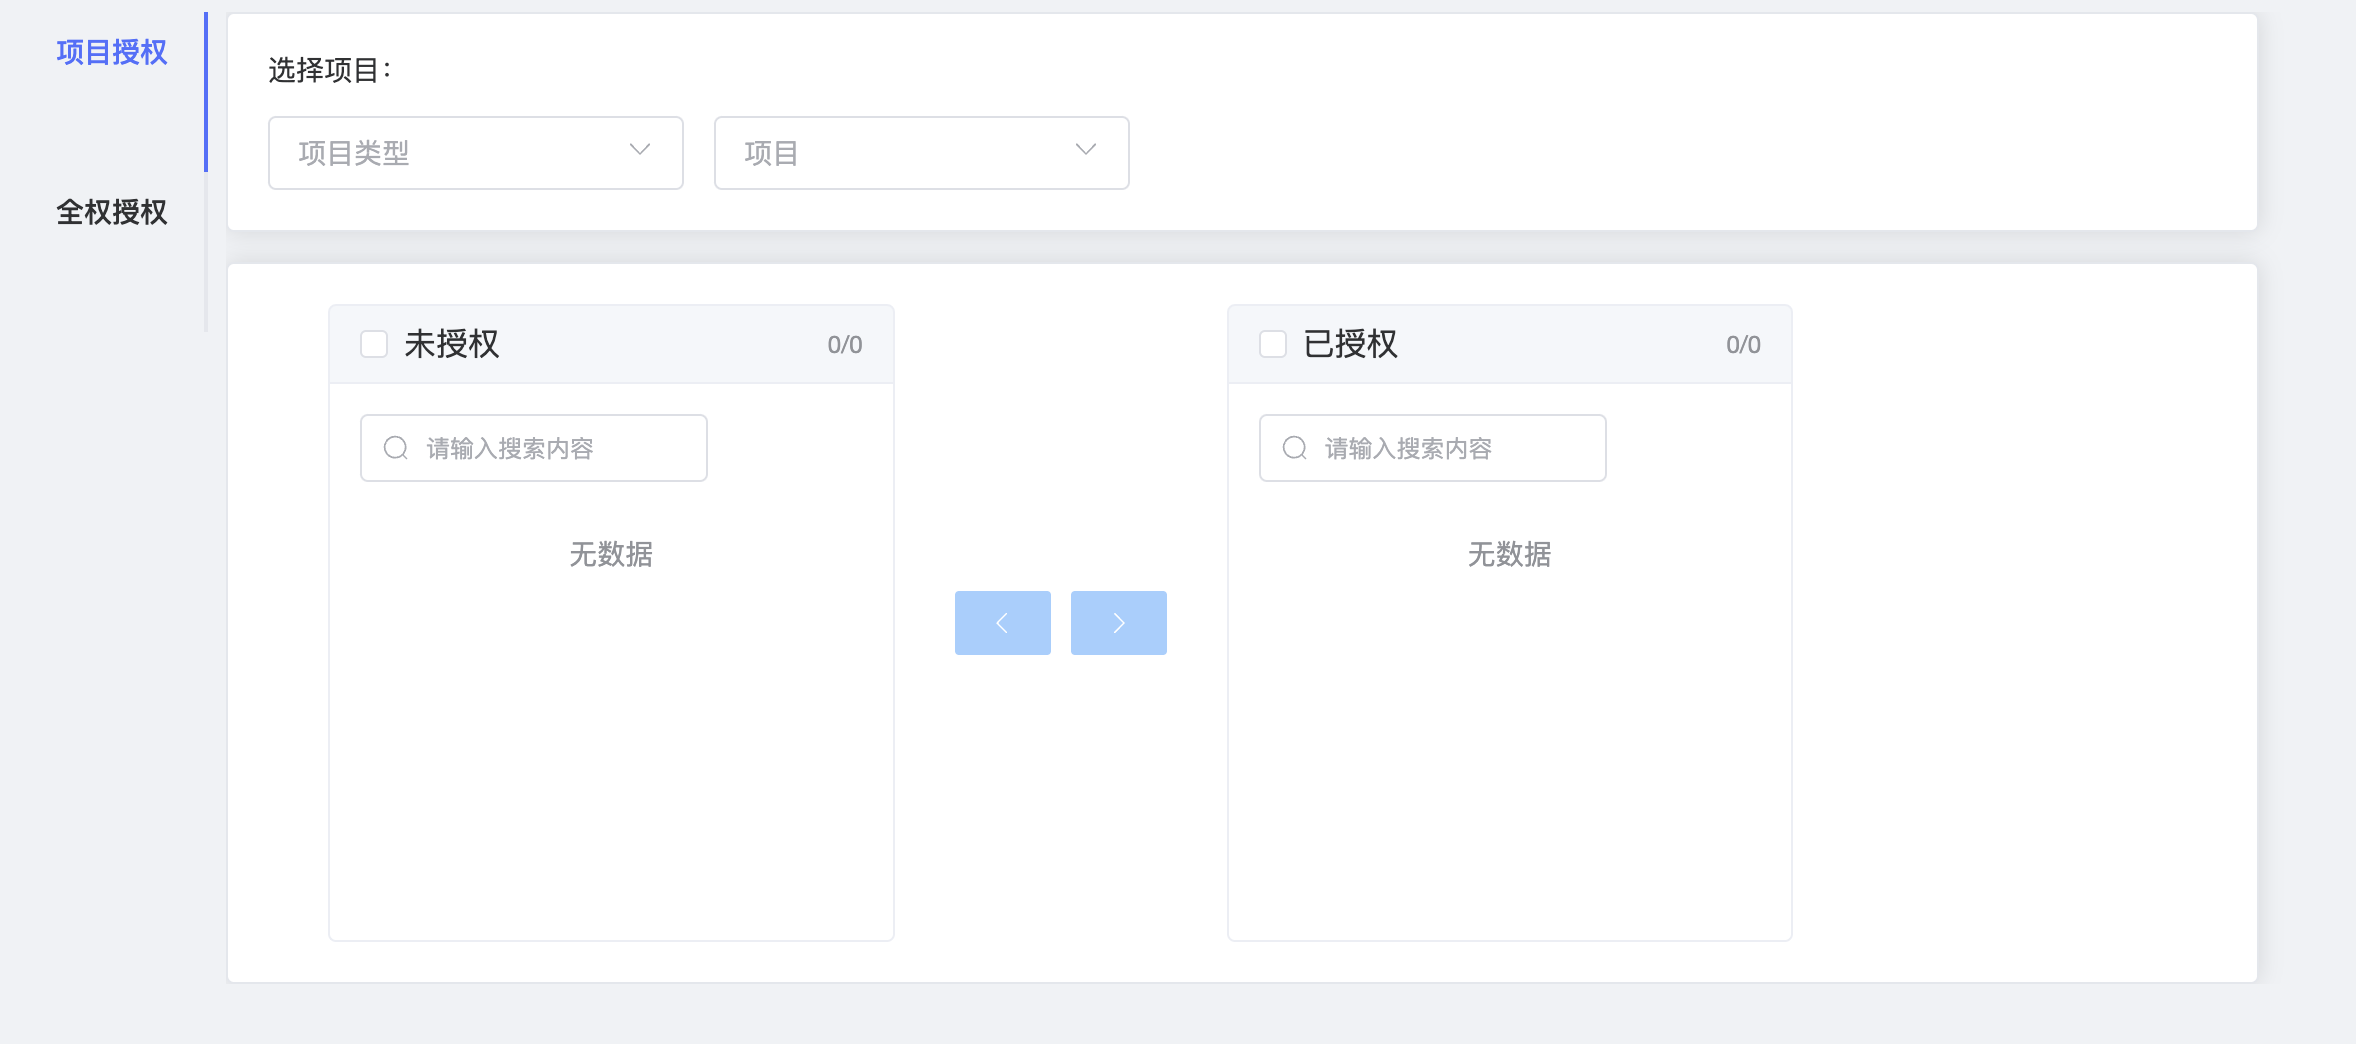 项目授权
全权授权
选择项目：
项目类型
项目
未授权 0/0
请输入搜索内容
无数据
已授权 0/0
请输入搜索内容
无数据